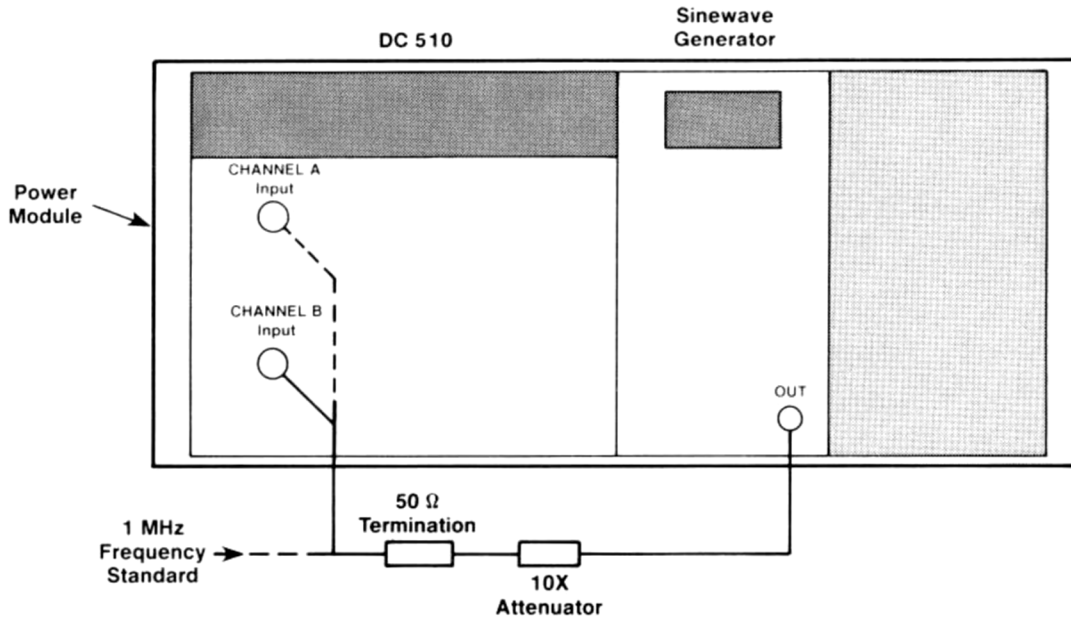 DC 510
Sinewave
Generator
CHANNEL A
Input
Power
Module
CHANNEL B
Input
OUT
50 Ω
Termination
1 MHz
Frequency
Standard
10X
Attenuator